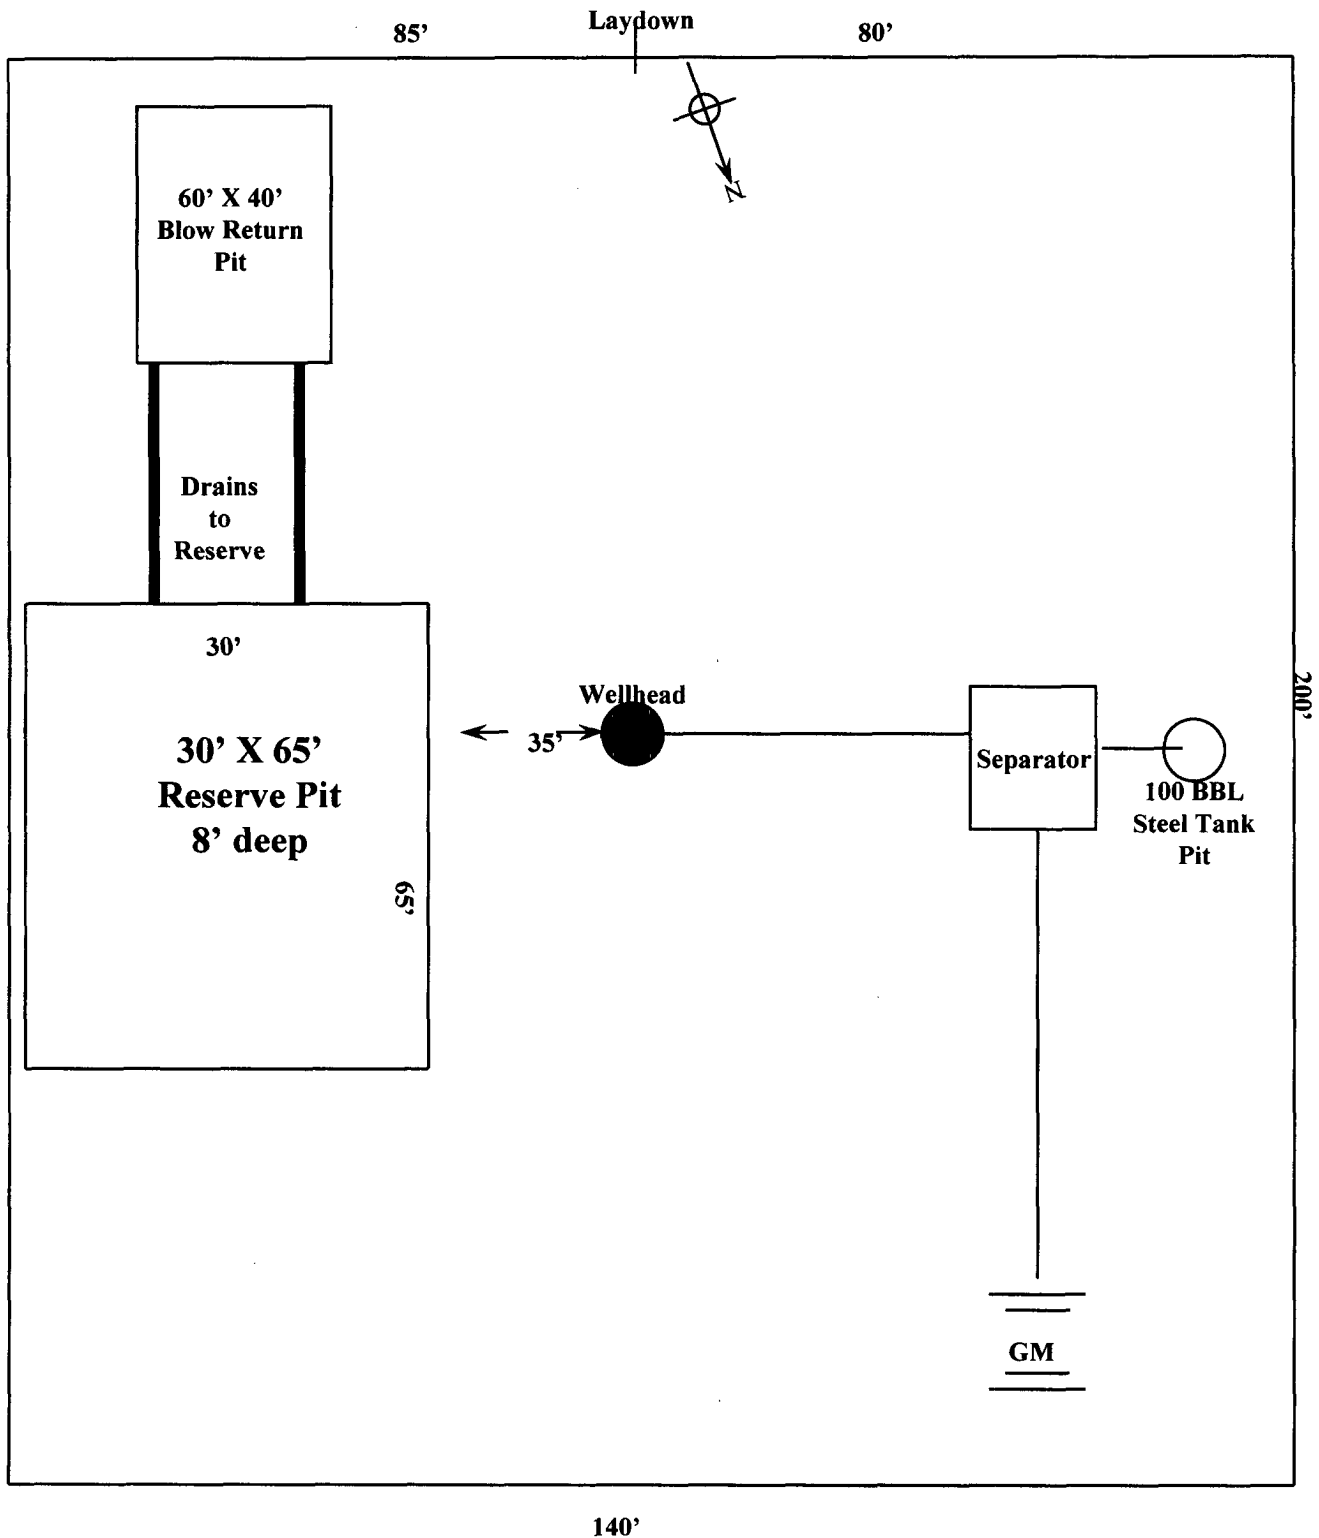 85’
Laydown
80’
N
60’ X 40’
Blow Return
Pit
Drains
to
Reserve
30’
30’ X 65’
Reserve Pit
8’ deep
65’
Wellhead
35’
Separator
100 BBL
Steel Tank
Pit
200’
GM
140’